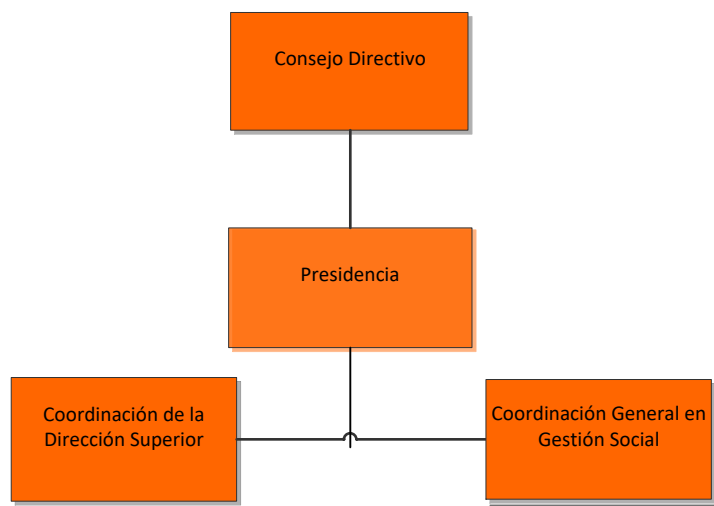 Consejo Directivo
Presidencia
Coordinación de la
Dirección Superior
Coordinación General en
Gestión Social